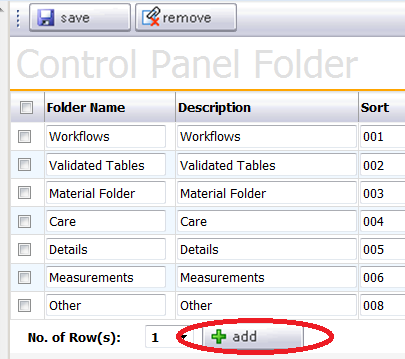 save remove
Control Panel Folder
Folder Name Description Sort
Workflows Workflows 001
Validated Tables Validated Tables 002
Material Folder Material Folder 003
Care Care 004
Details Details 005
Measurements Measurements 006
Other Other 008
No. of Row(s): 1 add